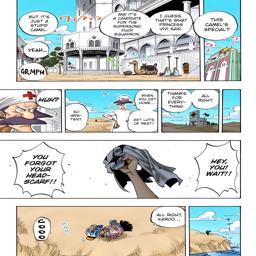 THIS
CAMEL'S
SPECIAL?
I GUESS.
THAT'S WHAT
PRINCESS
VIVI SAID.
AND IT'S
A CANDIDATE
FOR THE
SUPERSONIC
DUCK
SQUADRON.
BUT IT'S
JUST A
STUPID
CAMEL.
YEAH...
GRMPH
ALL
RIGHT.
THANKS
FOR
EVERY-
THING.
WHEN
YOU GET
HOME...
GET LOTS
OF REST!
SO
IMPA-
TIENT.
HUH?
HEY,
YOU!
WAIT!!
YOU
FORGOT
YOUR
HEAD-
SCARF!!
ALL RIGHT,
KAROO...